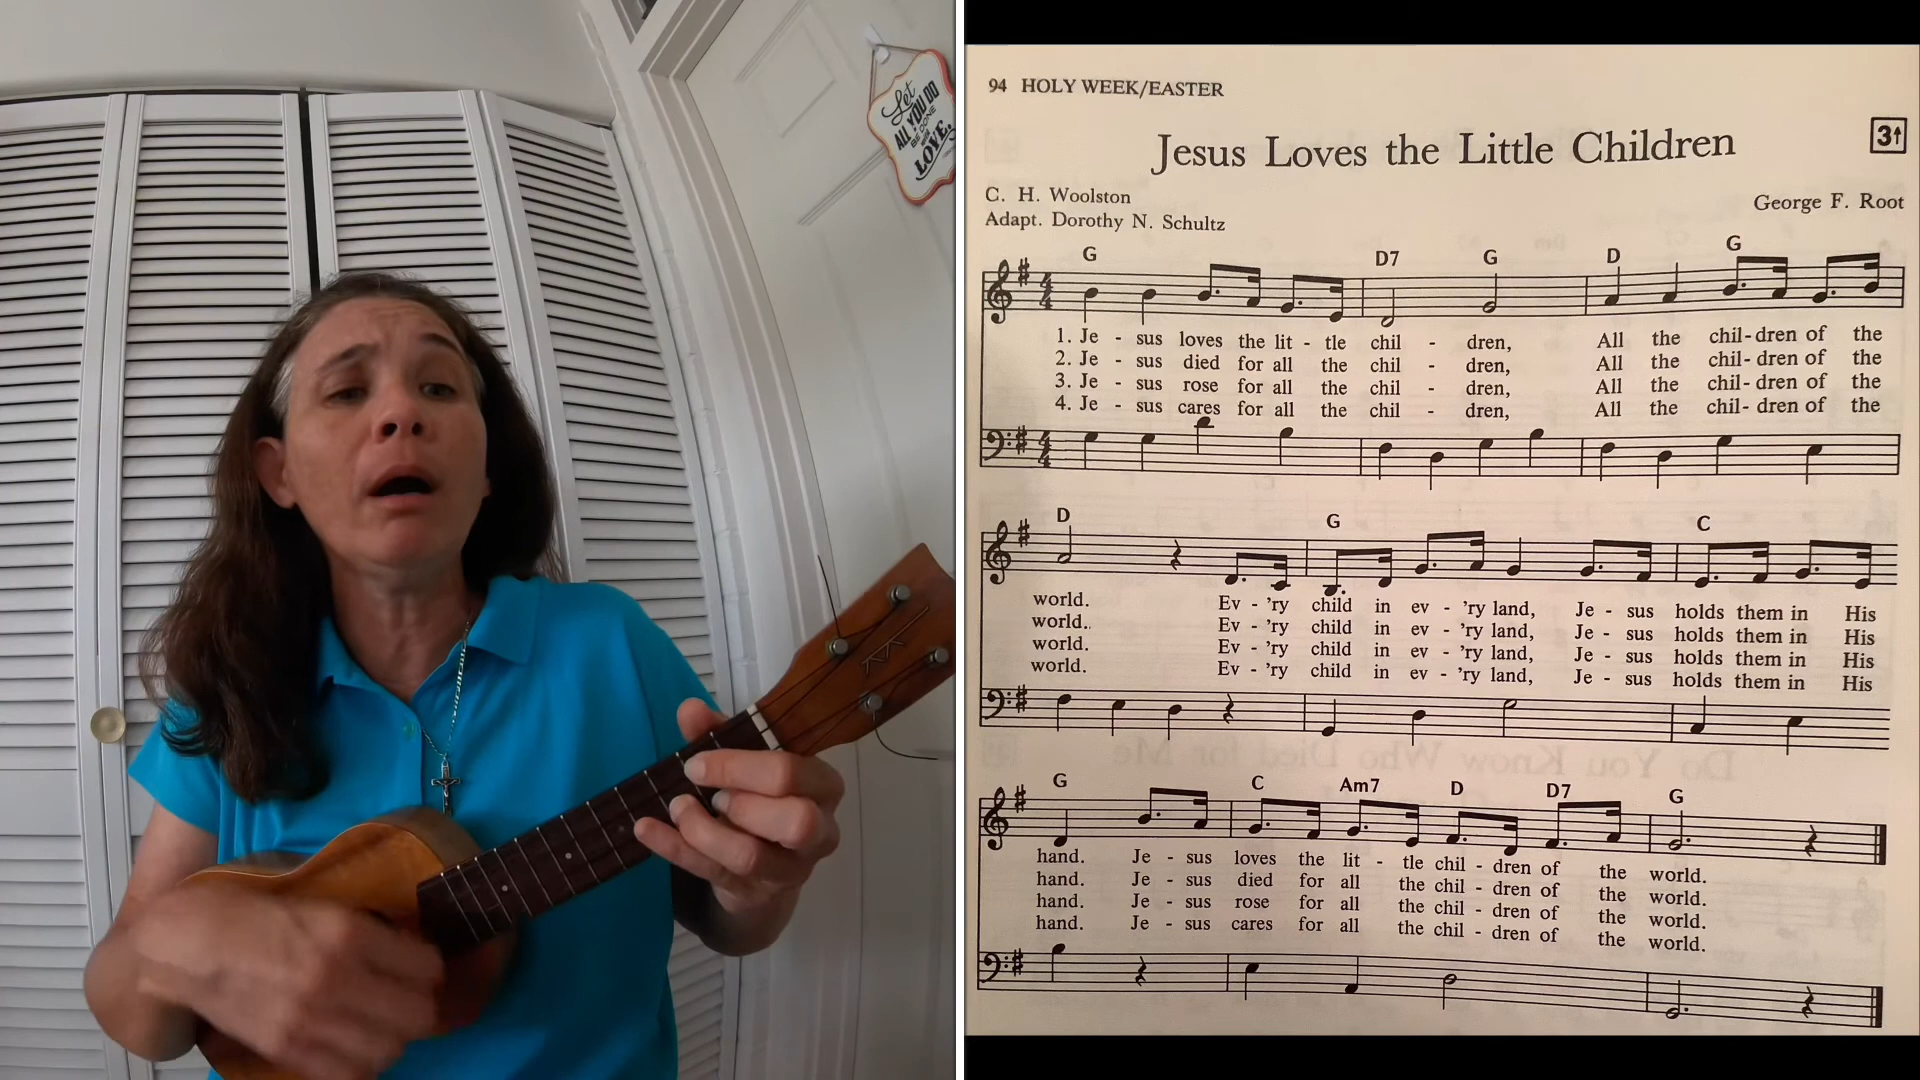 Let
ALL YOU DO
BE DONE
WITH
LOVE.
94 HOLY WEEK/EASTER
3↑
Jesus Loves the Little Children
C. H. Woolston
Adapt. Dorothy N. Schultz
George F. Root
G D7 G D G
1. Je - sus loves the lit - tle chil - dren, All the chil - dren of the
2. Je - sus died for all the chil - dren, All the chil - dren of the
3. Je - sus rose for all the chil - dren, All the chil - dren of the
4. Je - sus cares for all the chil - dren, All the chil - dren of the
D G C
world. Ev - 'ry child in ev - 'ry land, Je - sus holds them in His
world. Ev - 'ry child in ev - 'ry land, Je - sus holds them in His
world. Ev - 'ry child in ev - 'ry land, Je - sus holds them in His
world. Ev - 'ry child in ev - 'ry land, Je - sus holds them in His
G C Am7 D D7 G
hand. Je - sus loves the lit - tle chil - dren of the world.
hand. Je - sus died for all the chil - dren of the world.
hand. Je - sus rose for all the chil - dren of the world.
hand. Je - sus cares for all the chil - dren of the world.